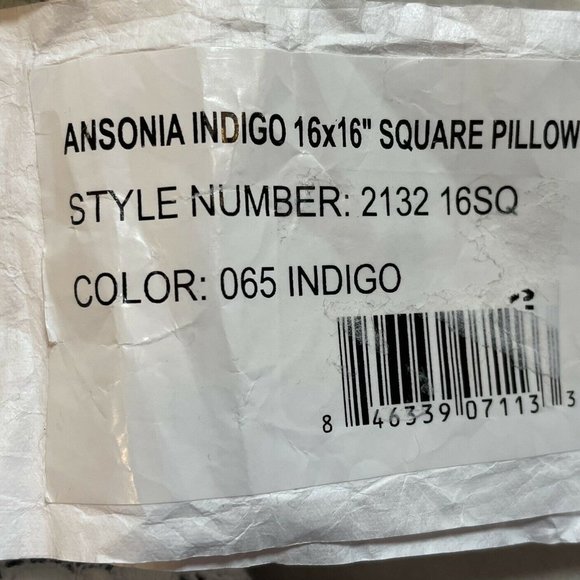 ANSONIA INDIGO 16x16" SQUARE PILLOW
STYLE NUMBER: 2132 16SQ
COLOR: 065 INDIGO
8 46339 07113 3